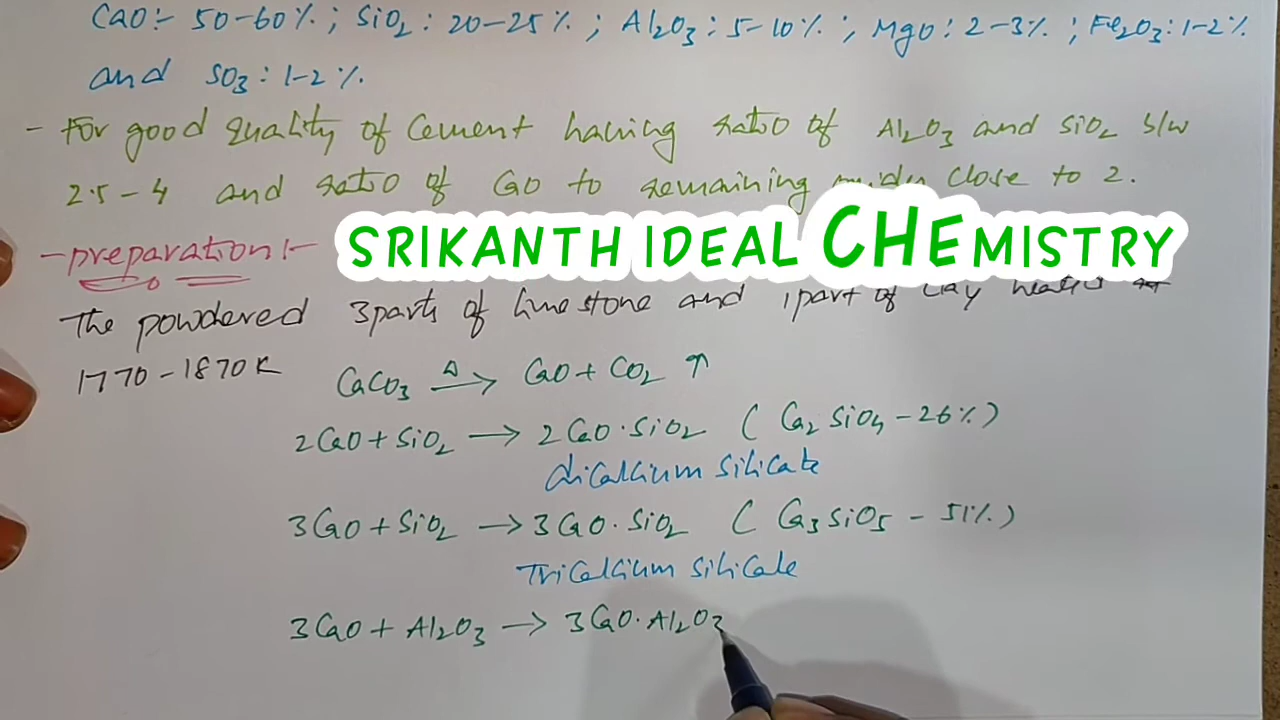 CaO:- 50-60%; SiO₂: 20-25%; Al₂O₃: 5-10%; MgO: 2-3%; Fe₂O₃: 1-2%
and SO₃: 1-2%.
- For good quality of Cement having ratio of Al₂O₃ and SiO₂ b/w
2.5-4 and ratio of CaO to remaining close to 2.
SRIKANTH IDEAL CHEMISTRY
- preparation:-
The powdered 3parts of lime stone and 1part of clay
1770-1870K
CaCO₃ Δ→ CaO + CO₂ ↑
2CaO + SiO₂ → 2CaO·SiO₂ (Ca₂SiO₄ - 26%)
dicalcium silicate
3CaO + SiO₂ → 3CaO·SiO₂ (Ca₃SiO₅ - 51%)
Tricalcium silicate
3CaO + Al₂O₃ → 3CaO·Al₂O₃